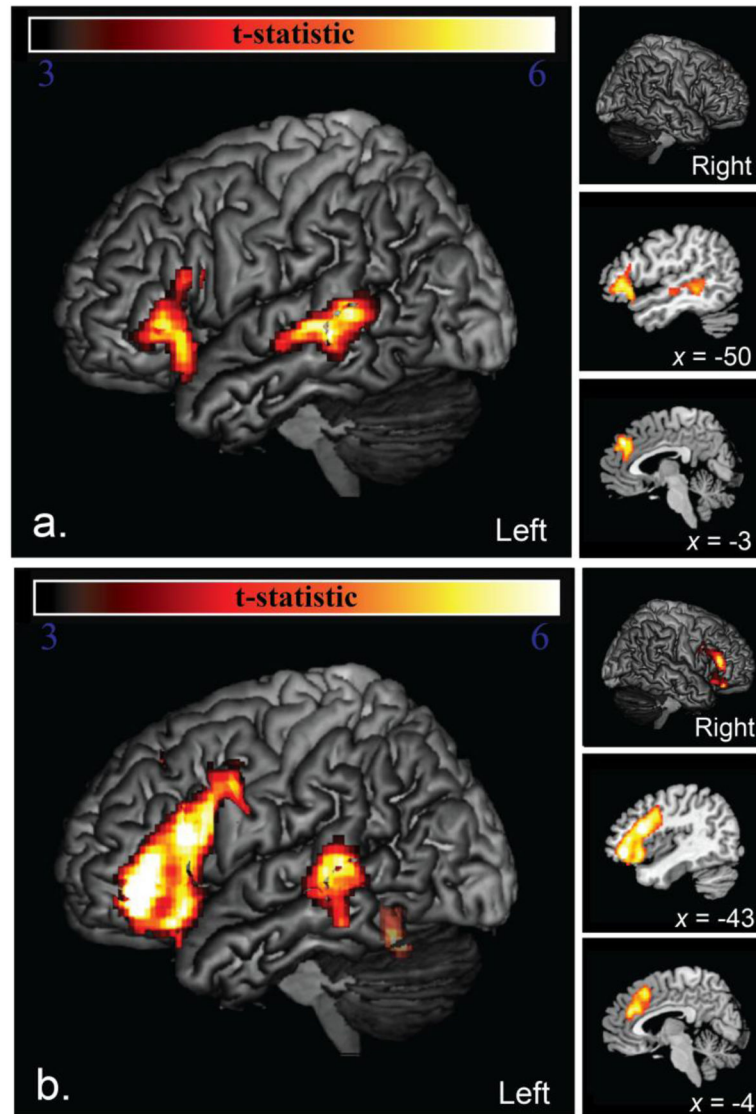 t-statistic
3 6
a.
Left
Right
x = -50
x = -3
t-statistic
3 6
b.
Left
Right
x = -43
x = -4